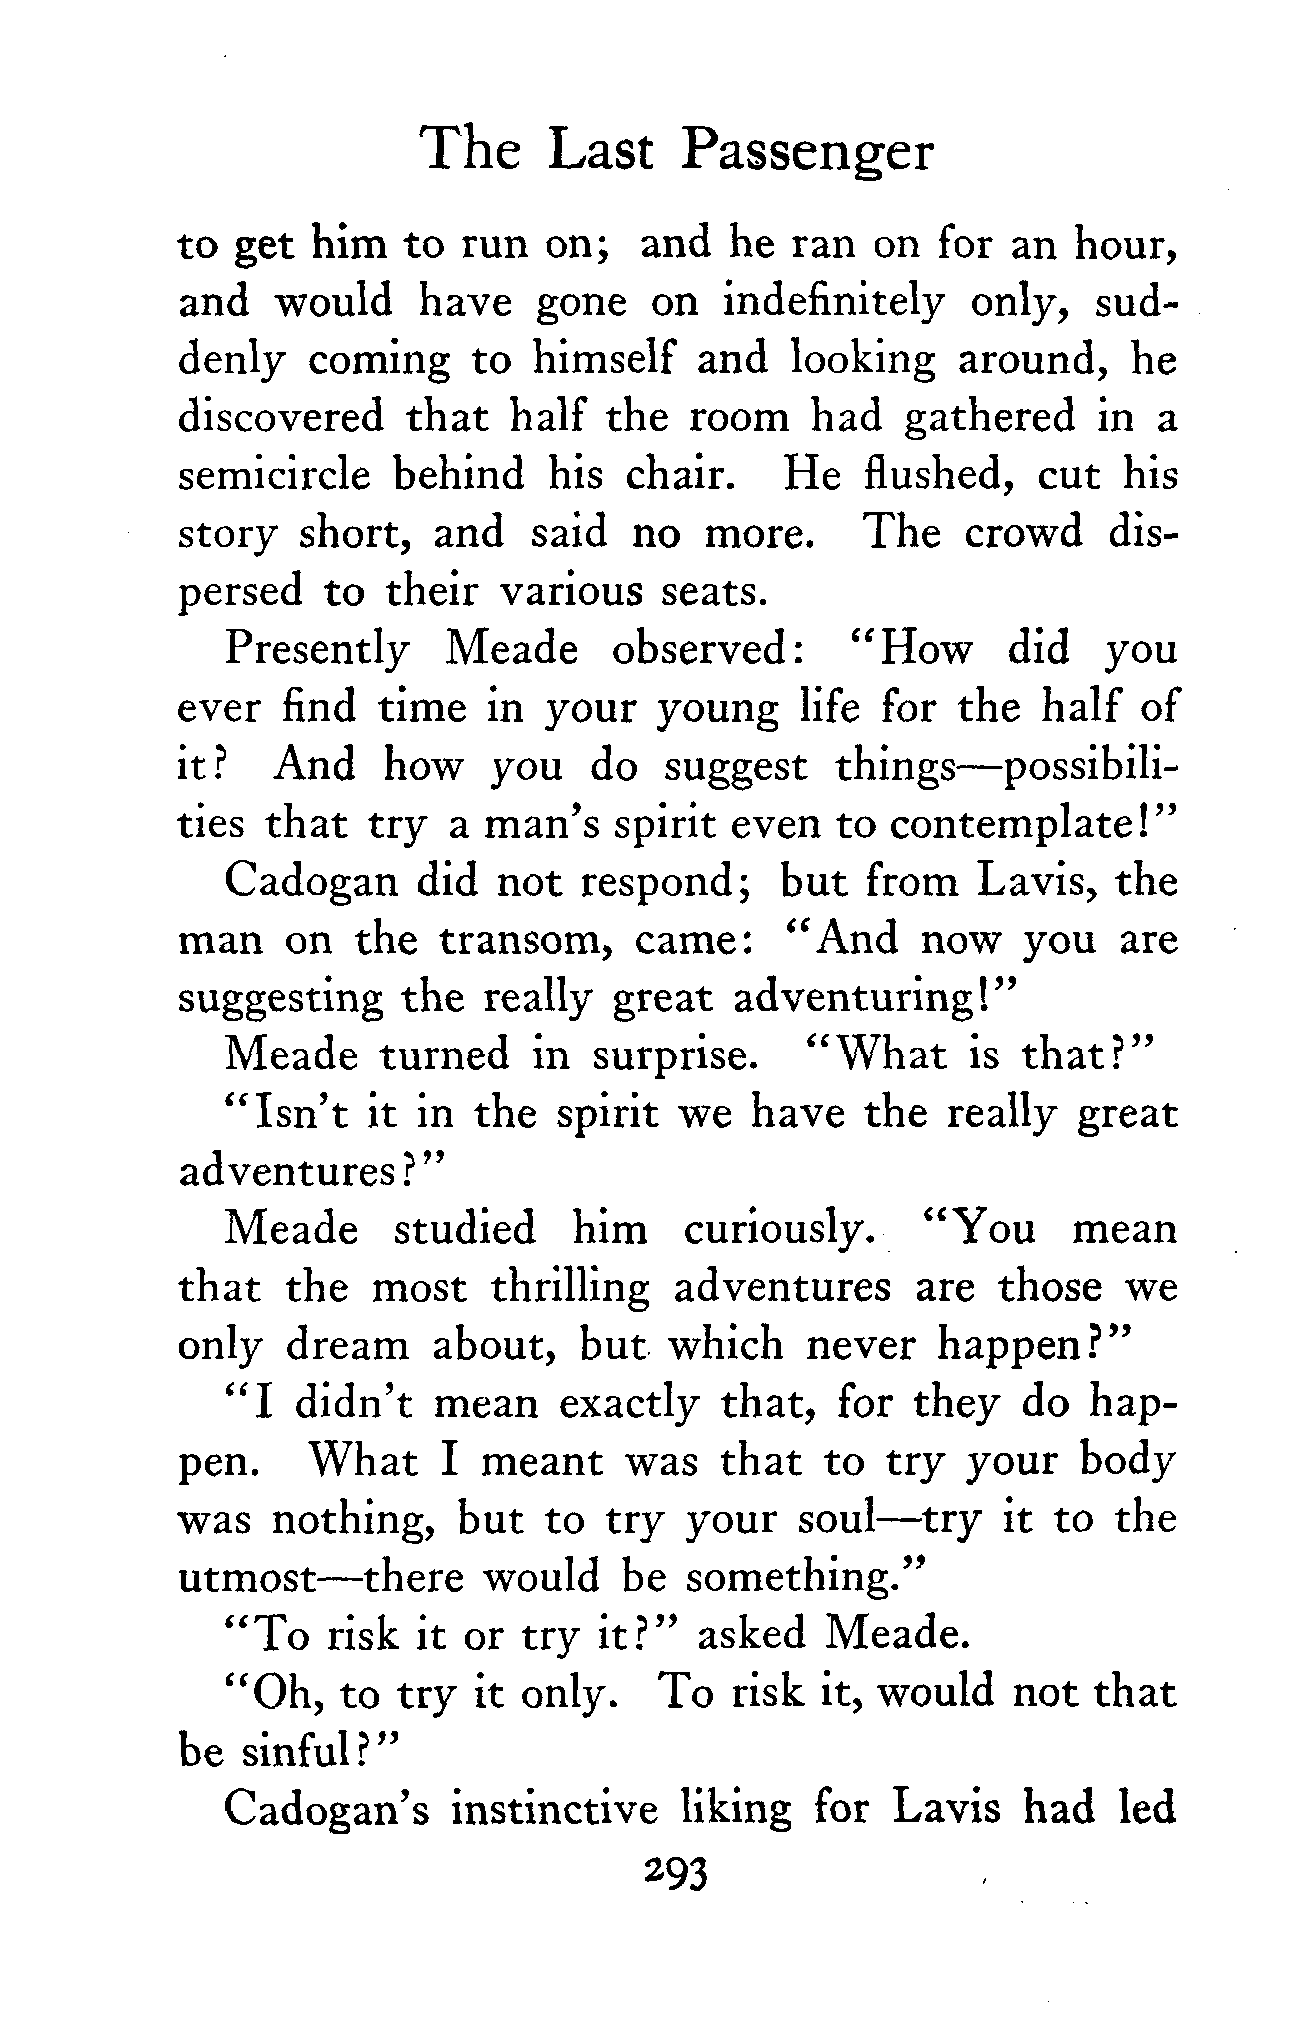 The Last Passenger
to get him to run on; and he ran on for an hour,
and would have gone on indefinitely only, sud-
denly coming to himself and looking around, he
discovered that half the room had gathered in a
semicircle behind his chair. He flushed, cut his
story short, and said no more. The crowd dis-
persed to their various seats.
Presently Meade observed: “How did you
ever find time in your young life for the half of
it? And how you do suggest things—possibili-
ties that try a man’s spirit even to contemplate!”
Cadogan did not respond; but from Lavis, the
man on the transom, came: “And now you are
suggesting the really great adventuring!”
Meade turned in surprise. “What is that?”
“Isn’t it in the spirit we have the really great
adventures?”
Meade studied him curiously. “You mean
that the most thrilling adventures are those we
only dream about, but which never happen?”
“I didn’t mean exactly that, for they do hap-
pen. What I meant was that to try your body
was nothing, but to try your soul—try it to the
utmost—there would be something.”
“To risk it or try it?” asked Meade.
“Oh, to try it only. To risk it, would not that
be sinful?”
Cadogan’s instinctive liking for Lavis had led
293